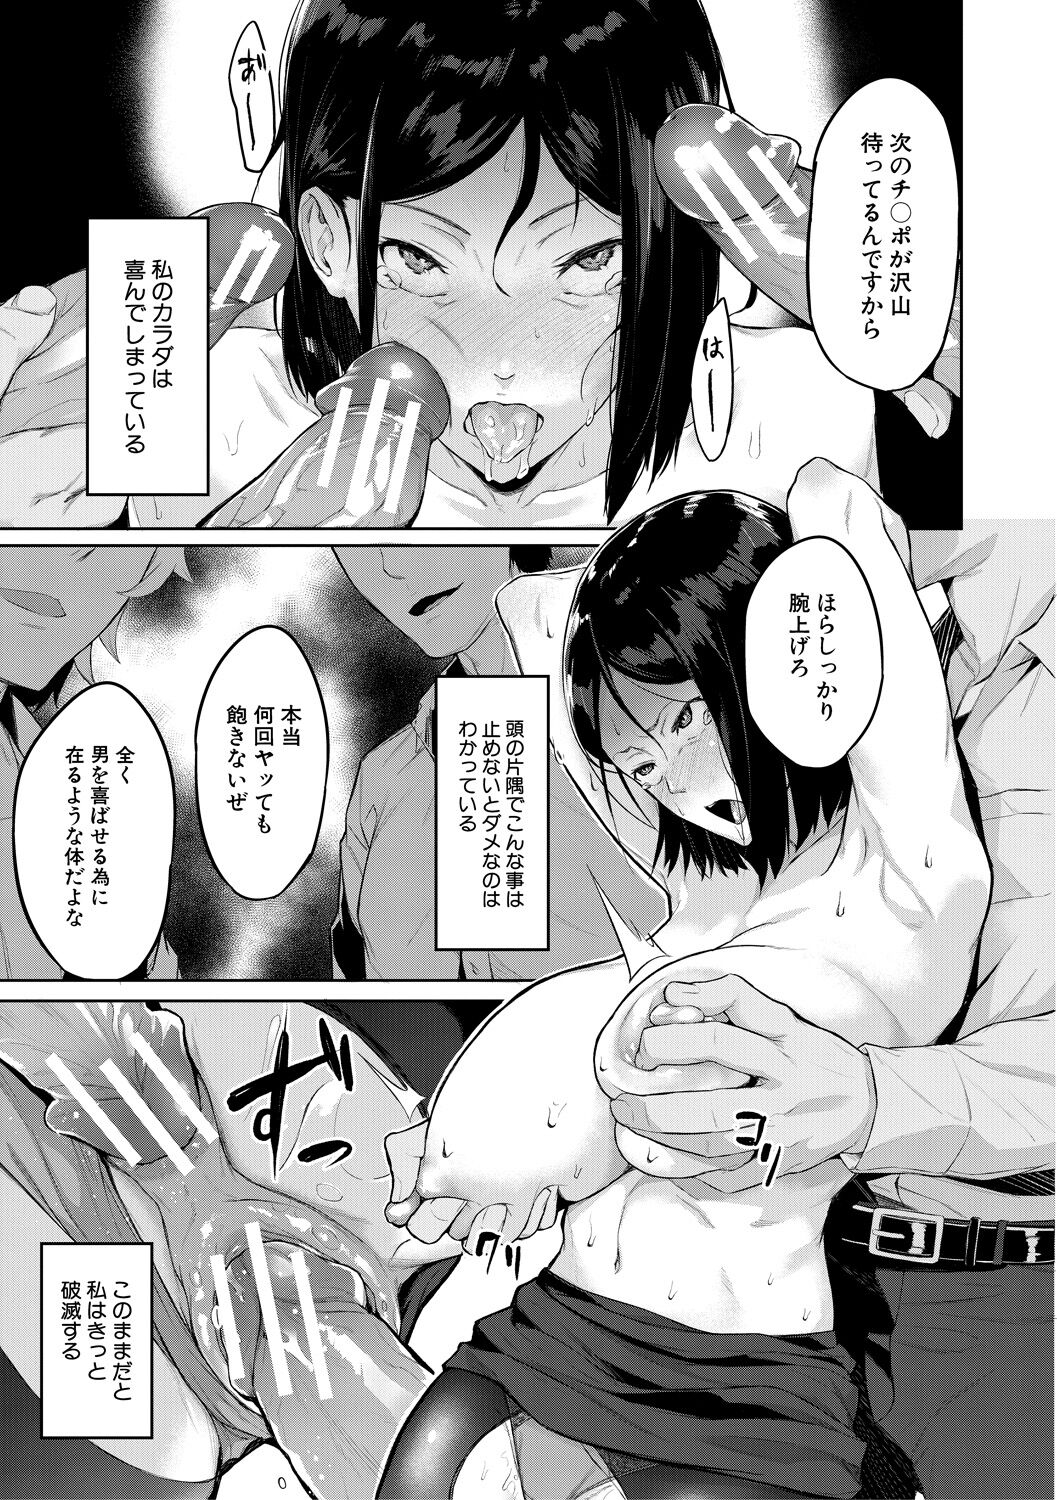 次のチ〇ポが沢山
待ってるんですから
あ゛ー
はー
私のカラダは
喜んでしまっている
ほらしっかり
腕上げろ
頭の片隅でこんな事は
止めないとダメなのは
わかっている
本当
何回ヤッても
飽きないぜ
全く
男を喜ばせる為に
在るような体だよな
ずっ
コリ
クリ
このままだと
私はきっと
破滅する